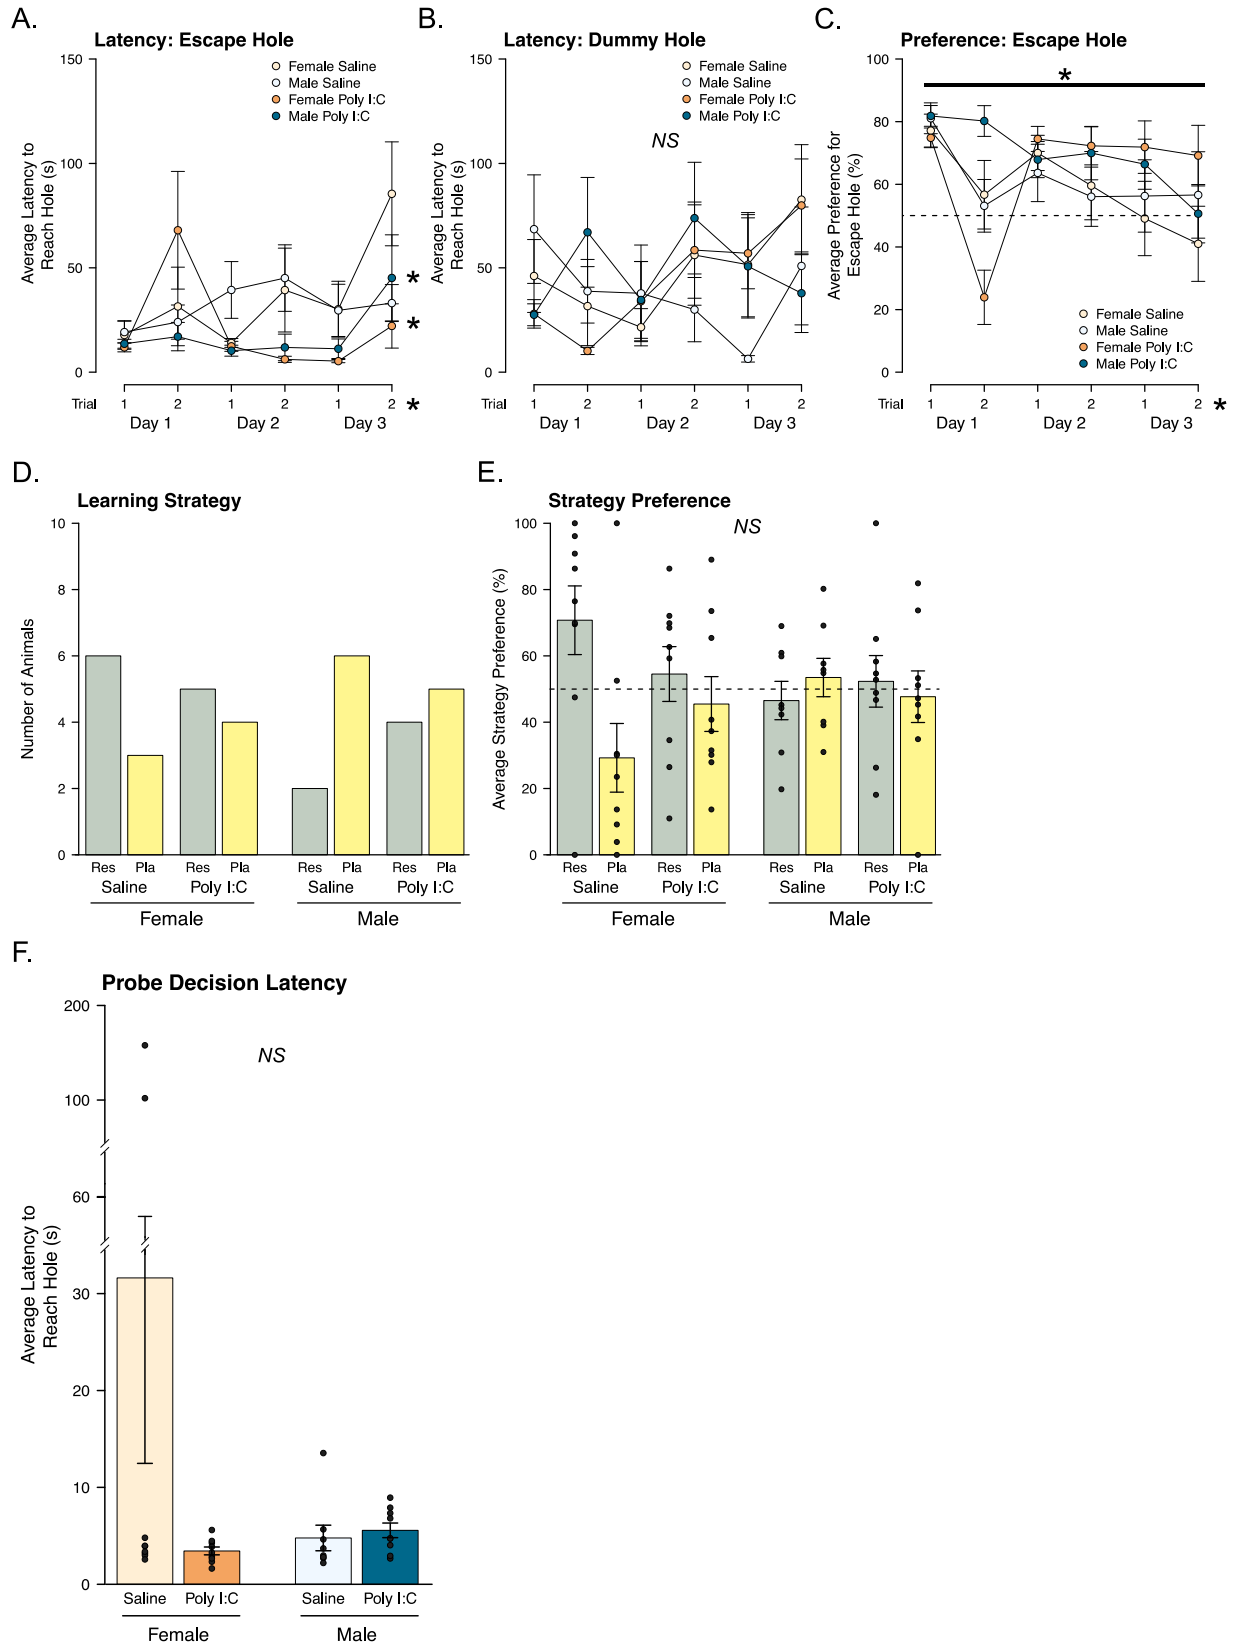 A.
Latency: Escape Hole
150
100
50
0
Average Latency to
Reach Hole (s)
Female Saline
Male Saline
Female Poly I:C
Male Poly I:C
*
*
Trial 1 2 1 2 1 2 *
Day 1 Day 2 Day 3
B.
Latency: Dummy Hole
150
100
50
0
Average Latency to
Reach Hole (s)
Female Saline
Male Saline
Female Poly I:C
Male Poly I:C
NS
Trial 1 2 1 2 1 2
Day 1 Day 2 Day 3
C.
Preference: Escape Hole
100
80
60
40
20
0
Average Preference for
Escape Hole (%)
*
Female Saline
Male Saline
Female Poly I:C
Male Poly I:C
Trial 1 2 1 2 1 2 *
Day 1 Day 2 Day 3
D.
Learning Strategy
10
8
6
4
2
0
Number of Animals
Res Pla Res Pla Res Pla Res Pla
Saline Poly I:C Saline Poly I:C
Female Male
E.
Strategy Preference
NS
100
80
60
40
20
0
Average Strategy Preference (%)
Res Pla Res Pla Res Pla Res Pla
Saline Poly I:C Saline Poly I:C
Female Male
F.
Probe Decision Latency
NS
200
100
60
30
20
10
0
Average Latency to
Reach Hole (s)
Saline Poly I:C Saline Poly I:C
Female Male